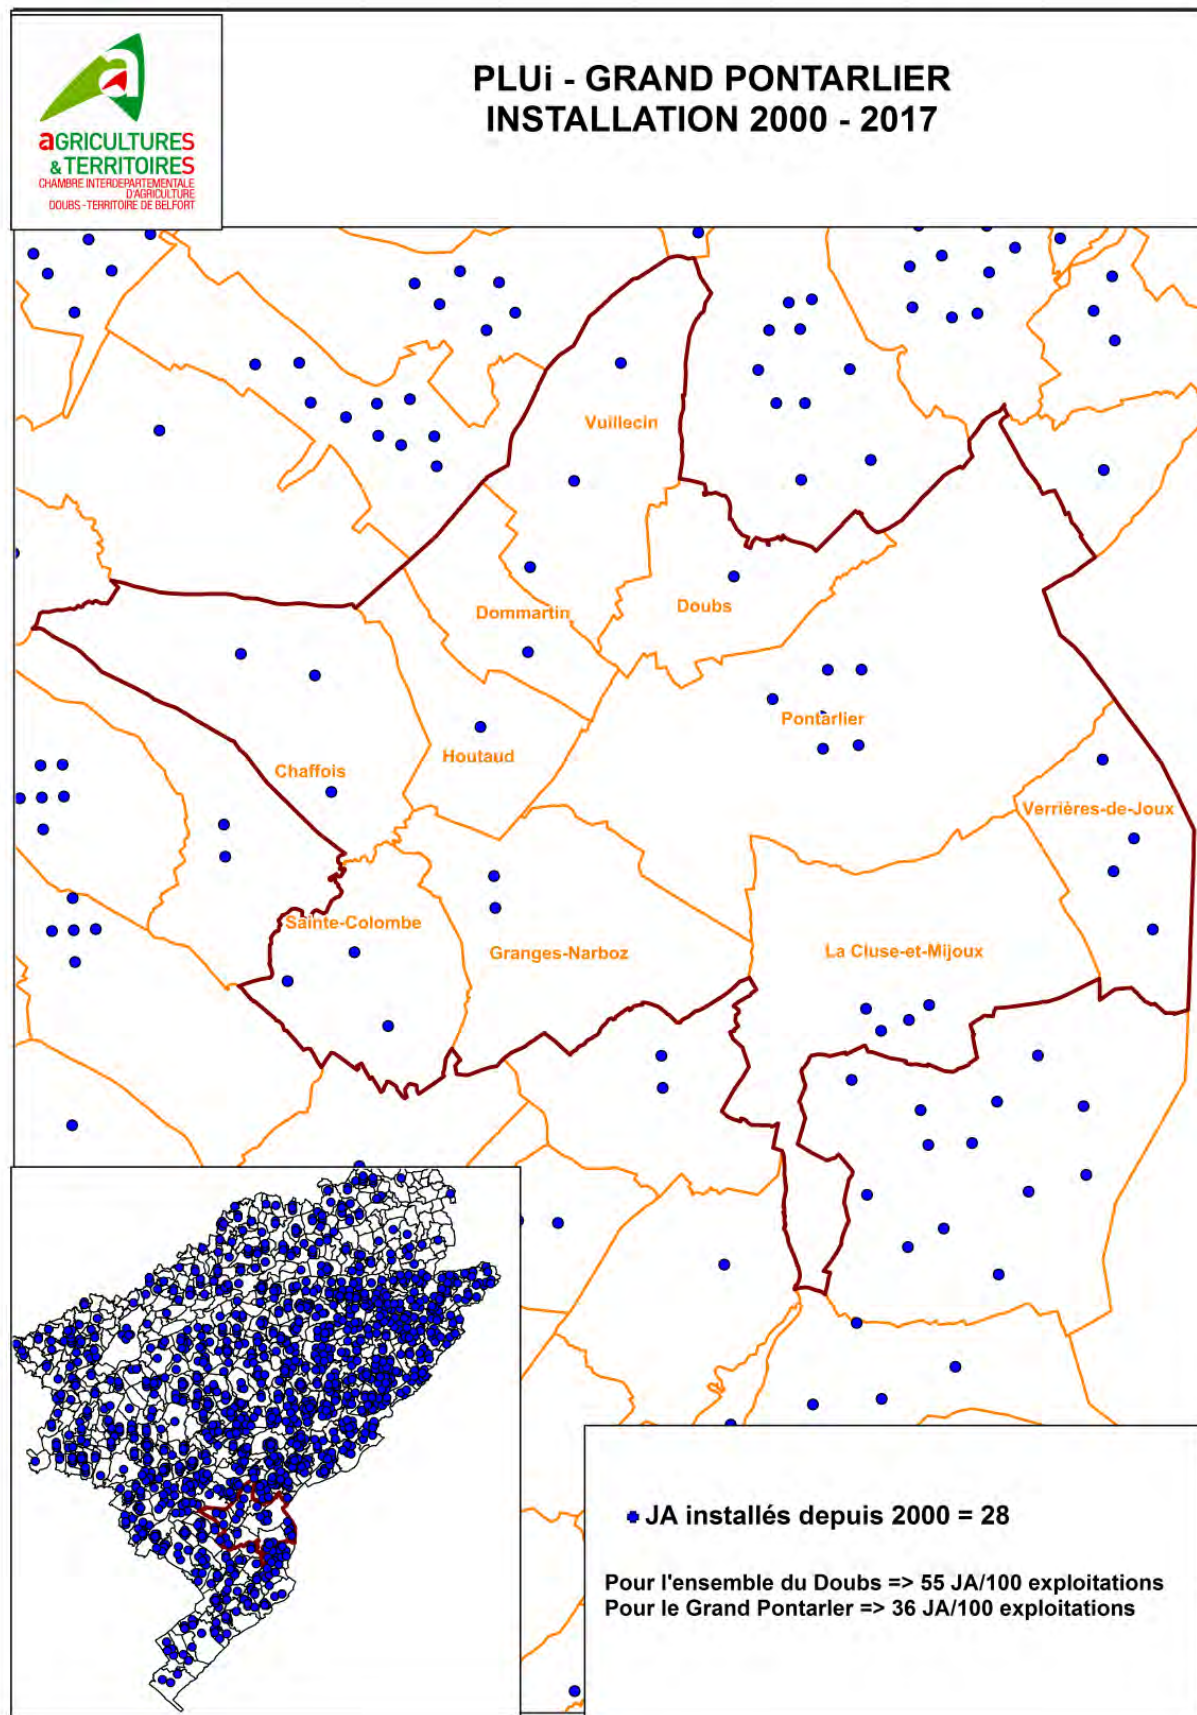 aGRICULTURES
& TERRITOIRES
CHAMBRE INTERDEPARTEMENTALE
D'AGRICULTURE
DOUBS - TERRITOIRE DE BELFORT
PLUi - GRAND PONTARLIER
INSTALLATION 2000 - 2017
Vuillecin
Dommartin
Doubs
Pontarlier
Houtaud
Chaffois
Verrières-de-Joux
Sainte-Colombe
Granges-Narboz
La Cluse-et-Mijoux
JA installés depuis 2000 = 28
Pour l'ensemble du Doubs => 55 JA/100 exploitations
Pour le Grand Pontarler => 36 JA/100 exploitations